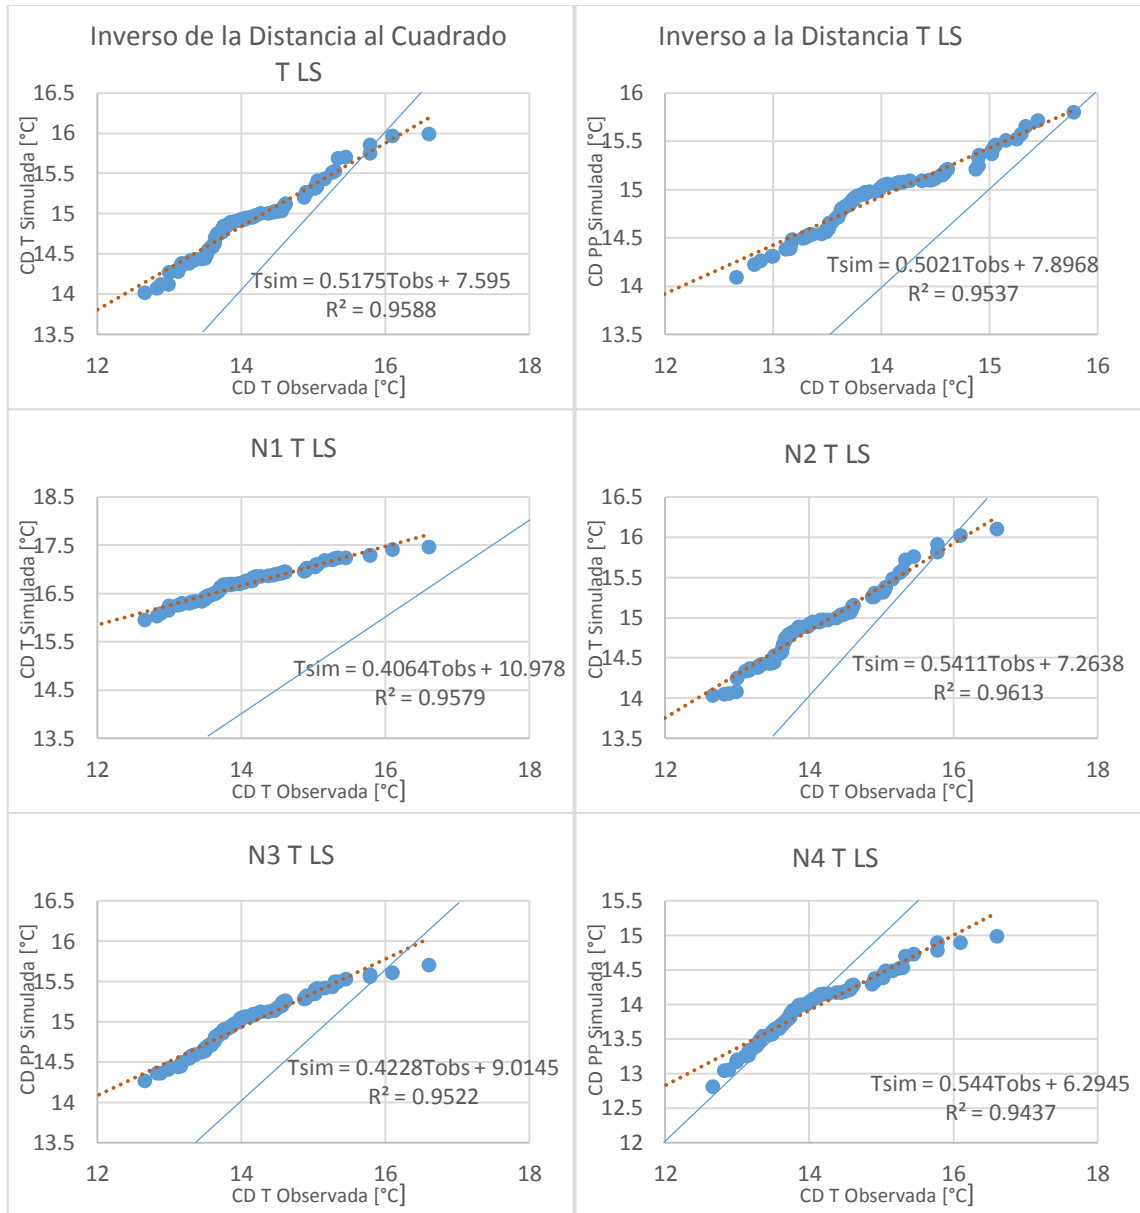 Inverso de la Distancia al Cuadrado
T LS
CD T Simulada [°C]
16.5
16
15.5
15
14.5
14
13.5
12
14
16
18
CD T Observada [°C]
Tsim = 0.5175Tobs + 7.595
R² = 0.9588
Inverso a la Distancia T LS
CD PP Simulada [°C]
16
15.5
15
14.5
14
13.5
12
13
14
15
16
CD T Observada [°C]
Tsim = 0.5021Tobs + 7.8968
R² = 0.9537
N1 T LS
CD T Simulada [°C]
18.5
17.5
16.5
15.5
14.5
13.5
12
14
16
18
CD T Observada [°C]
Tsim = 0.4064Tobs + 10.978
R² = 0.9579
N2 T LS
CD T Simulada [°C]
16.5
16
15.5
15
14.5
14
13.5
12
14
16
18
CD T Observada [°C]
Tsim = 0.5411Tobs + 7.2638
R² = 0.9613
N3 T LS
CD PP Simulada [°C]
16.5
16
15.5
15
14.5
14
13.5
12
14
16
18
CD T Observada [°C]
Tsim = 0.4228Tobs + 9.0145
R² = 0.9522
N4 T LS
CD PP Simulada [°C]
15.5
15
14.5
14
13.5
13
12.5
12
12
14
16
18
CD T Observada [°C]
Tsim = 0.544Tobs + 6.2945
R² = 0.9437